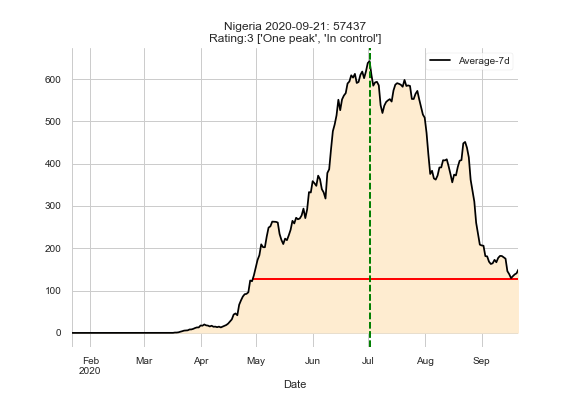 Nigeria 2020-09-21: 57437
Rating:3 ['One peak', 'In control']
Average-7d
600
500
400
300
200
100
0
Feb Mar Apr May Jun Jul Aug Sep
2020
Date